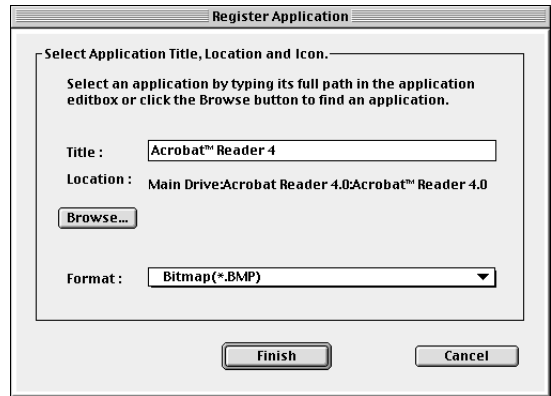 Register Application
Select Application Title, Location and Icon.
Select an application by typing its full path in the application
editbox or click the Browse button to find an application.
Title :
Acrobat™ Reader 4
Location :
Main Drive:Acrobat Reader 4.0:Acrobat™ Reader 4.0
Browse...
Format :
Bitmap(*.BMP)
Finish
Cancel